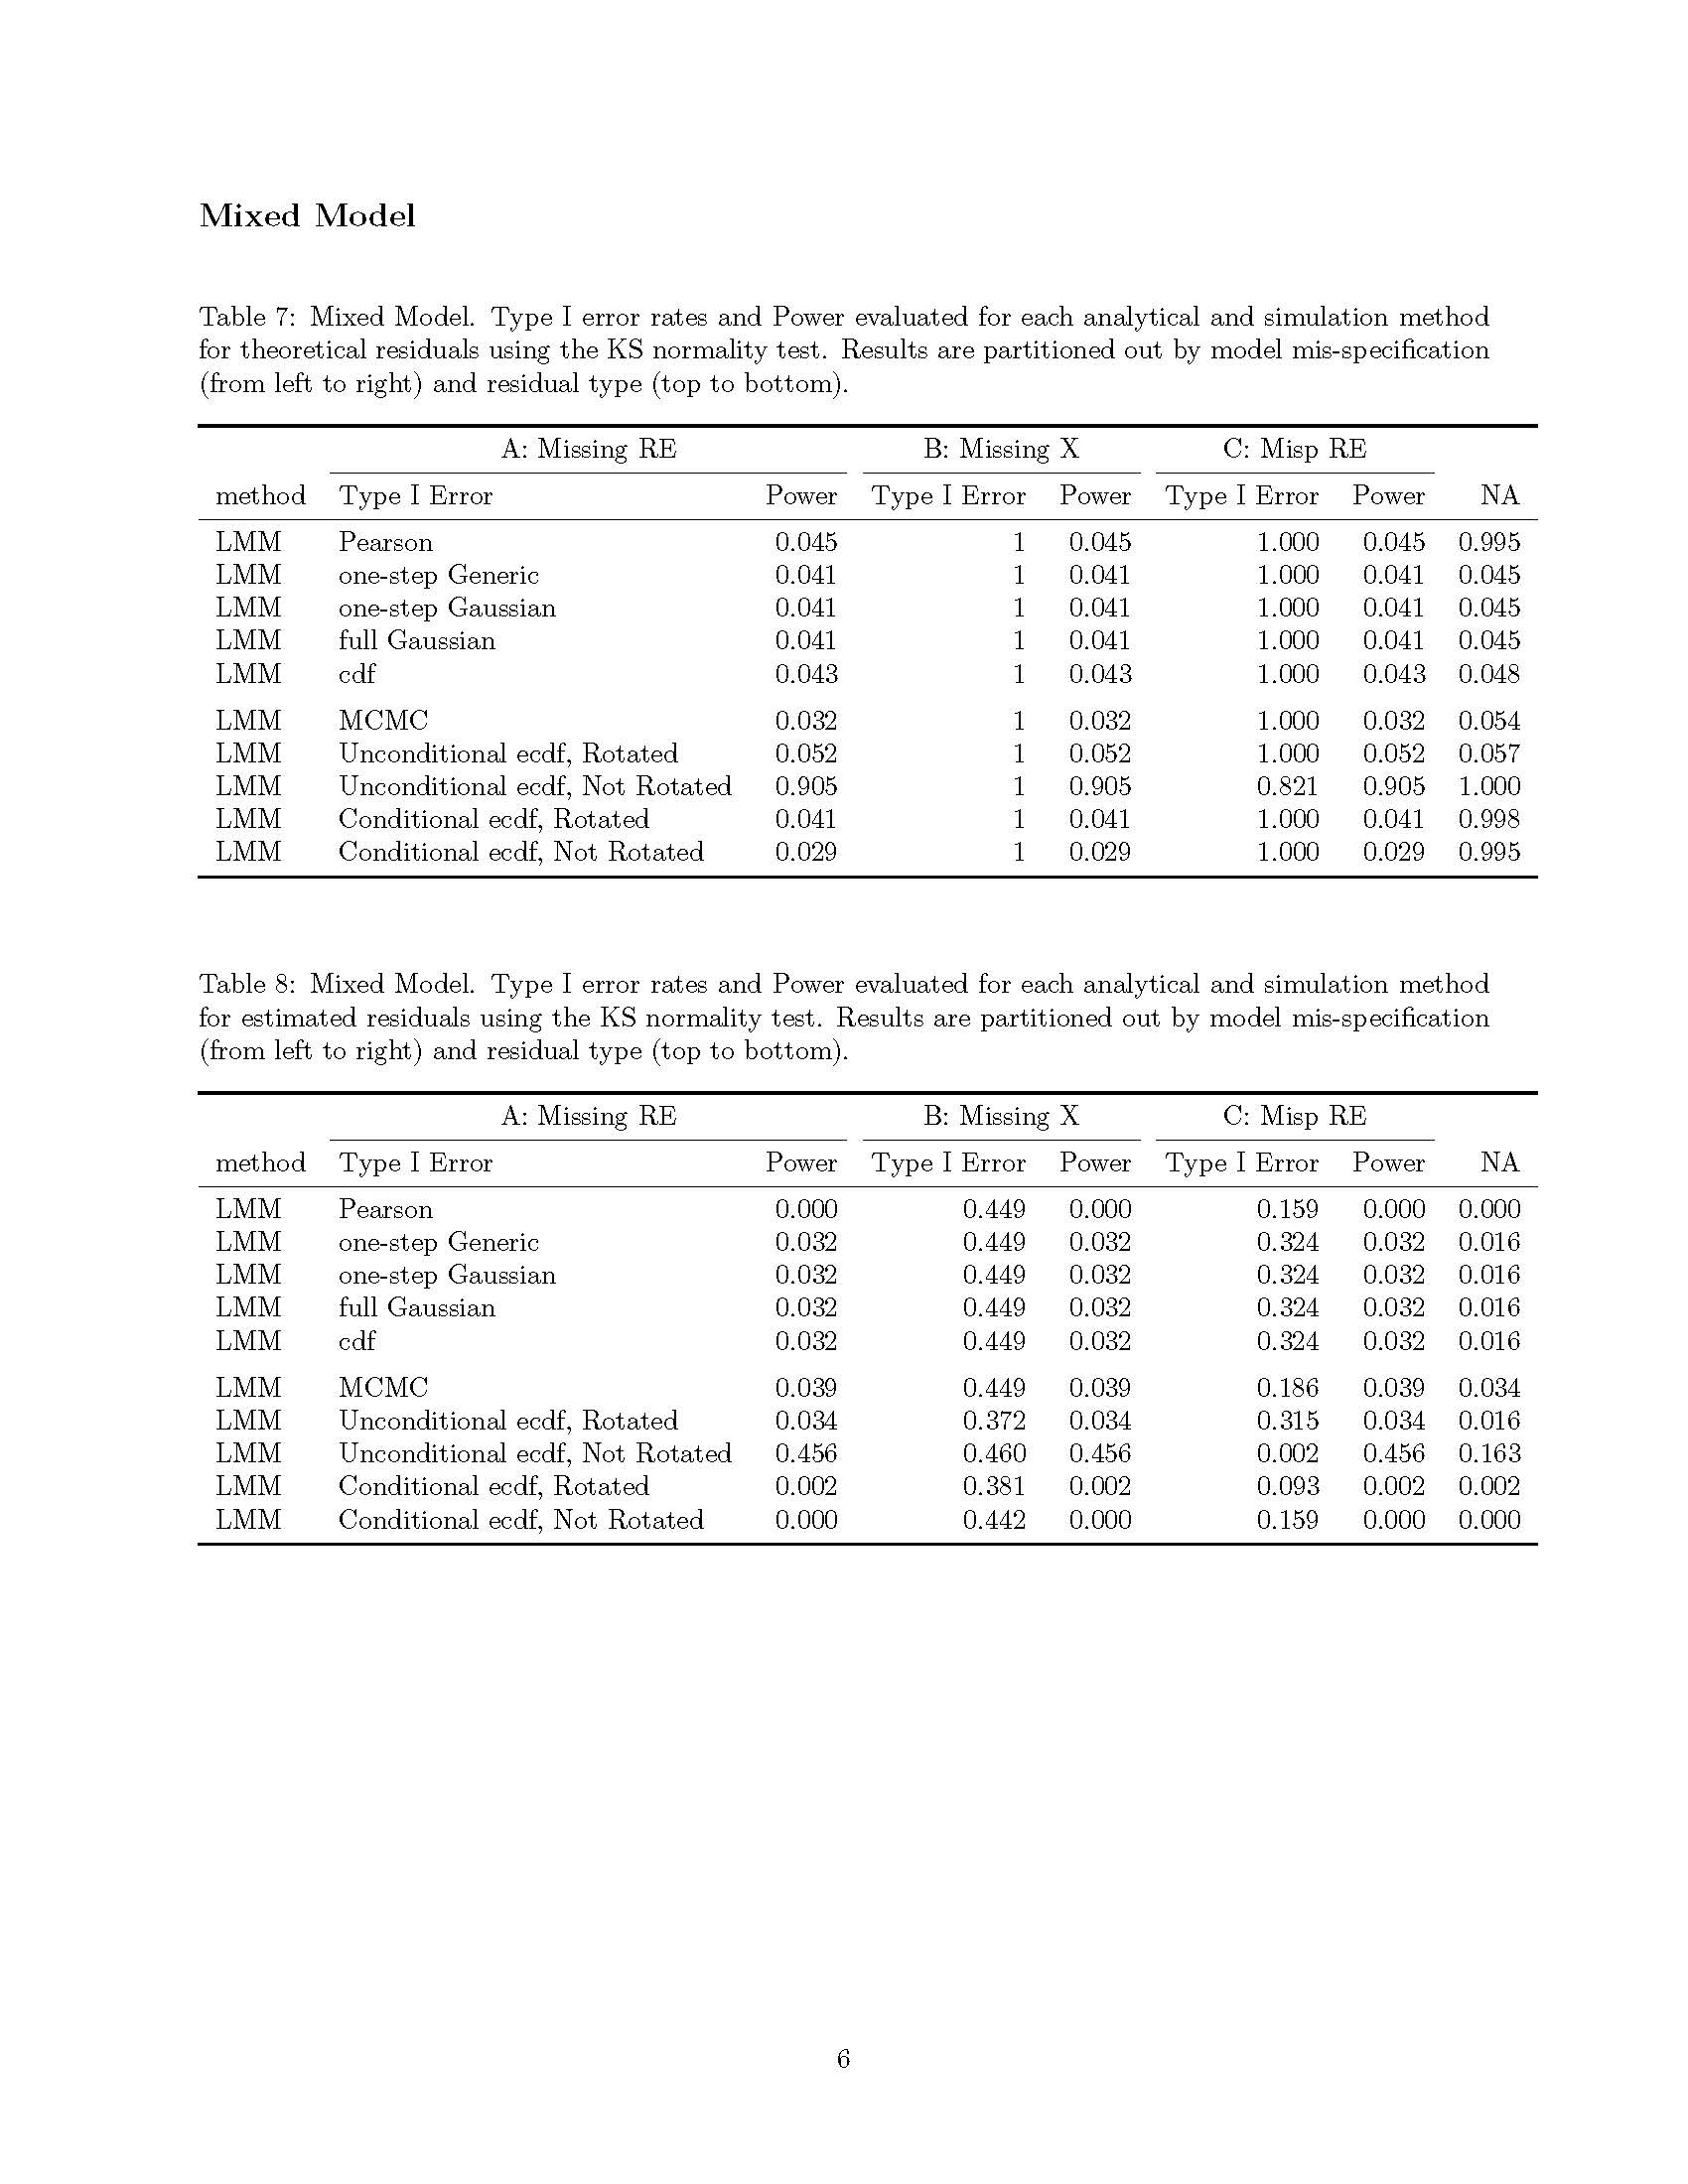 Mixed Model
Table 7: Mixed Model. Type I error rates and Power evaluated for each analytical and simulation method
for theoretical residuals using the KS normality test. Results are partitioned out by model mis-specification
(from left to right) and residual type (top to bottom).
A: Missing RE B: Missing X C: Misp RE
method Type I Error Power Type I Error Power Type I Error Power NA
LMM Pearson 0.045 1 0.045 1.000 0.045 0.995
LMM one-step Generic 0.041 1 0.041 1.000 0.041 0.045
LMM one-step Gaussian 0.041 1 0.041 1.000 0.041 0.045
LMM full Gaussian 0.041 1 0.041 1.000 0.041 0.045
LMM cdf 0.043 1 0.043 1.000 0.043 0.048
LMM MCMC 0.032 1 0.032 1.000 0.032 0.054
LMM Unconditional ecdf, Rotated 0.052 1 0.052 1.000 0.052 0.057
LMM Unconditional ecdf, Not Rotated 0.905 1 0.905 0.821 0.905 1.000
LMM Conditional ecdf, Rotated 0.041 1 0.041 1.000 0.041 0.998
LMM Conditional ecdf, Not Rotated 0.029 1 0.029 1.000 0.029 0.995
Table 8: Mixed Model. Type I error rates and Power evaluated for each analytical and simulation method
for estimated residuals using the KS normality test. Results are partitioned out by model mis-specification
(from left to right) and residual type (top to bottom).
A: Missing RE B: Missing X C: Misp RE
method Type I Error Power Type I Error Power Type I Error Power NA
LMM Pearson 0.000 0.449 0.000 0.159 0.000 0.000
LMM one-step Generic 0.032 0.449 0.032 0.324 0.032 0.016
LMM one-step Gaussian 0.032 0.449 0.032 0.324 0.032 0.016
LMM full Gaussian 0.032 0.449 0.032 0.324 0.032 0.016
LMM cdf 0.032 0.449 0.032 0.324 0.032 0.016
LMM MCMC 0.039 0.449 0.039 0.186 0.039 0.034
LMM Unconditional ecdf, Rotated 0.034 0.372 0.034 0.315 0.034 0.016
LMM Unconditional ecdf, Not Rotated 0.456 0.460 0.456 0.002 0.456 0.163
LMM Conditional ecdf, Rotated 0.002 0.381 0.002 0.093 0.002 0.002
LMM Conditional ecdf, Not Rotated 0.000 0.442 0.000 0.159 0.000 0.000
6